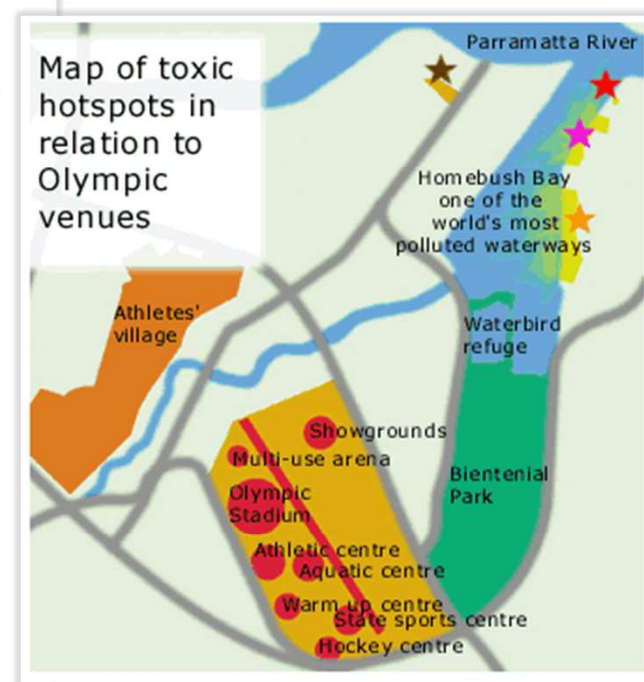 Map of toxic
hotspots in
relation to
Olympic
venues
Parramatta River
Homebush Bay
one of the
world's most
polluted waterways
Athletes'
village
Waterbird
refuge
Showgrounds
Multi-use arena
Bientenial
Park
Olympic
Stadium
Athletic centre
Aquatic centre
Warm up centre
State sports centre
Hockey centre